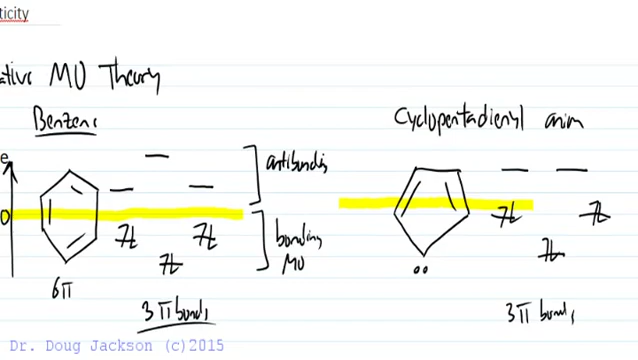 ticity
ative MO Theory
Benzene
Cyclopentadienyl anion
e
antibonding
0
bonding
MO
6π
3π bonds
3π bonds
Dr. Doug Jackson (c)2015